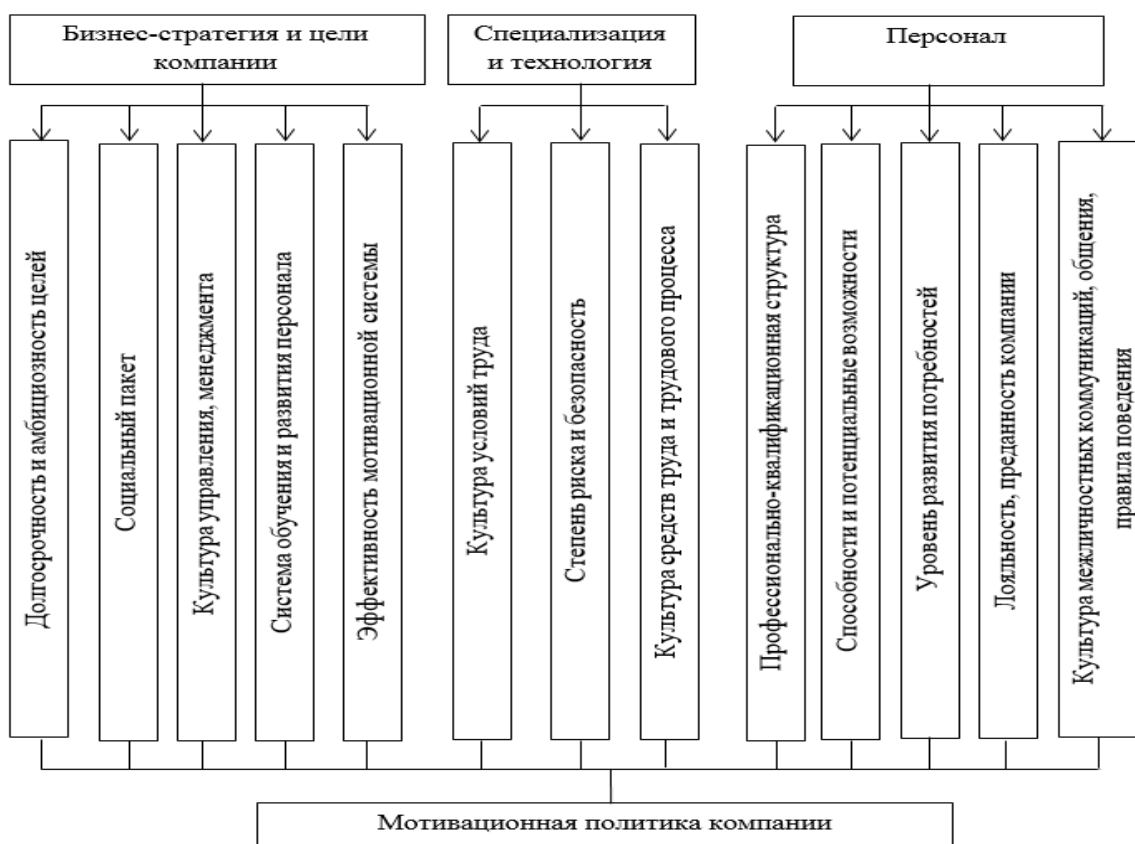 Бизнес-стратегия и цели
компании
Специализация
и технология
Персонал
Долгосрочность и амбициозность целей
Социальный пакет
Культура управления, менеджмента
Система обучения и развития персонала
Эффективность мотивационной системы
Культура условий труда
Степень риска и безопасность
Культура средств труда и трудового процесса
Профессионально-квалификационная структура
Способности и потенциальные возможности
Уровень развития потребностей
Лояльность, преданность компании
Культура межличностных коммуникаций, общения,
правила поведения
Мотивационная политика компании